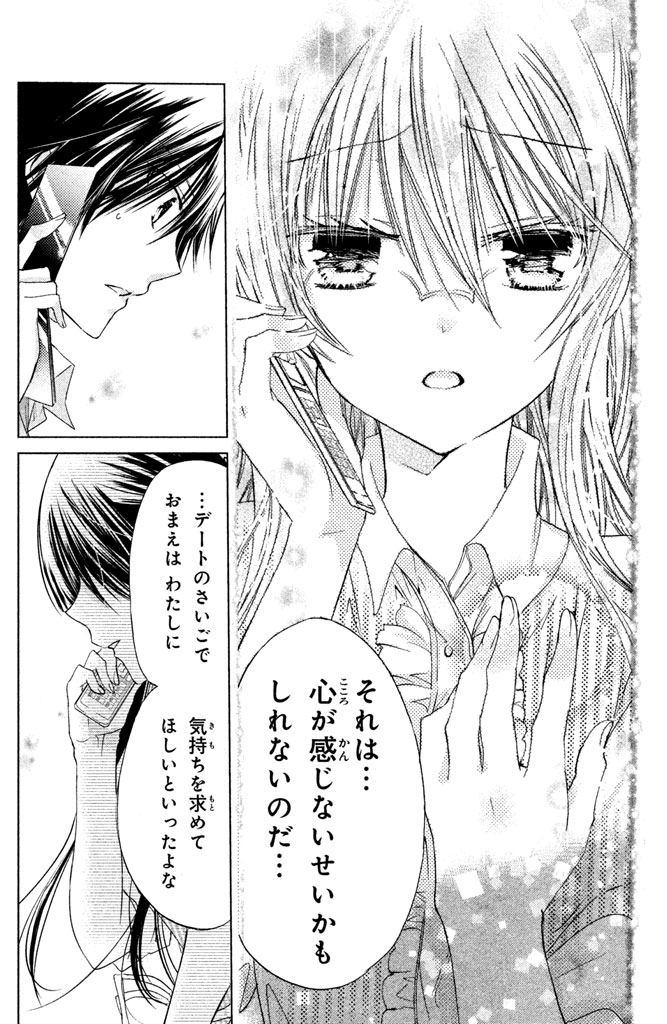 それは…
心が感じないせいかも
しれないのだ…
…デートのさいごで
おまえは わたしに
気持ちを求めて
ほしいといったよな